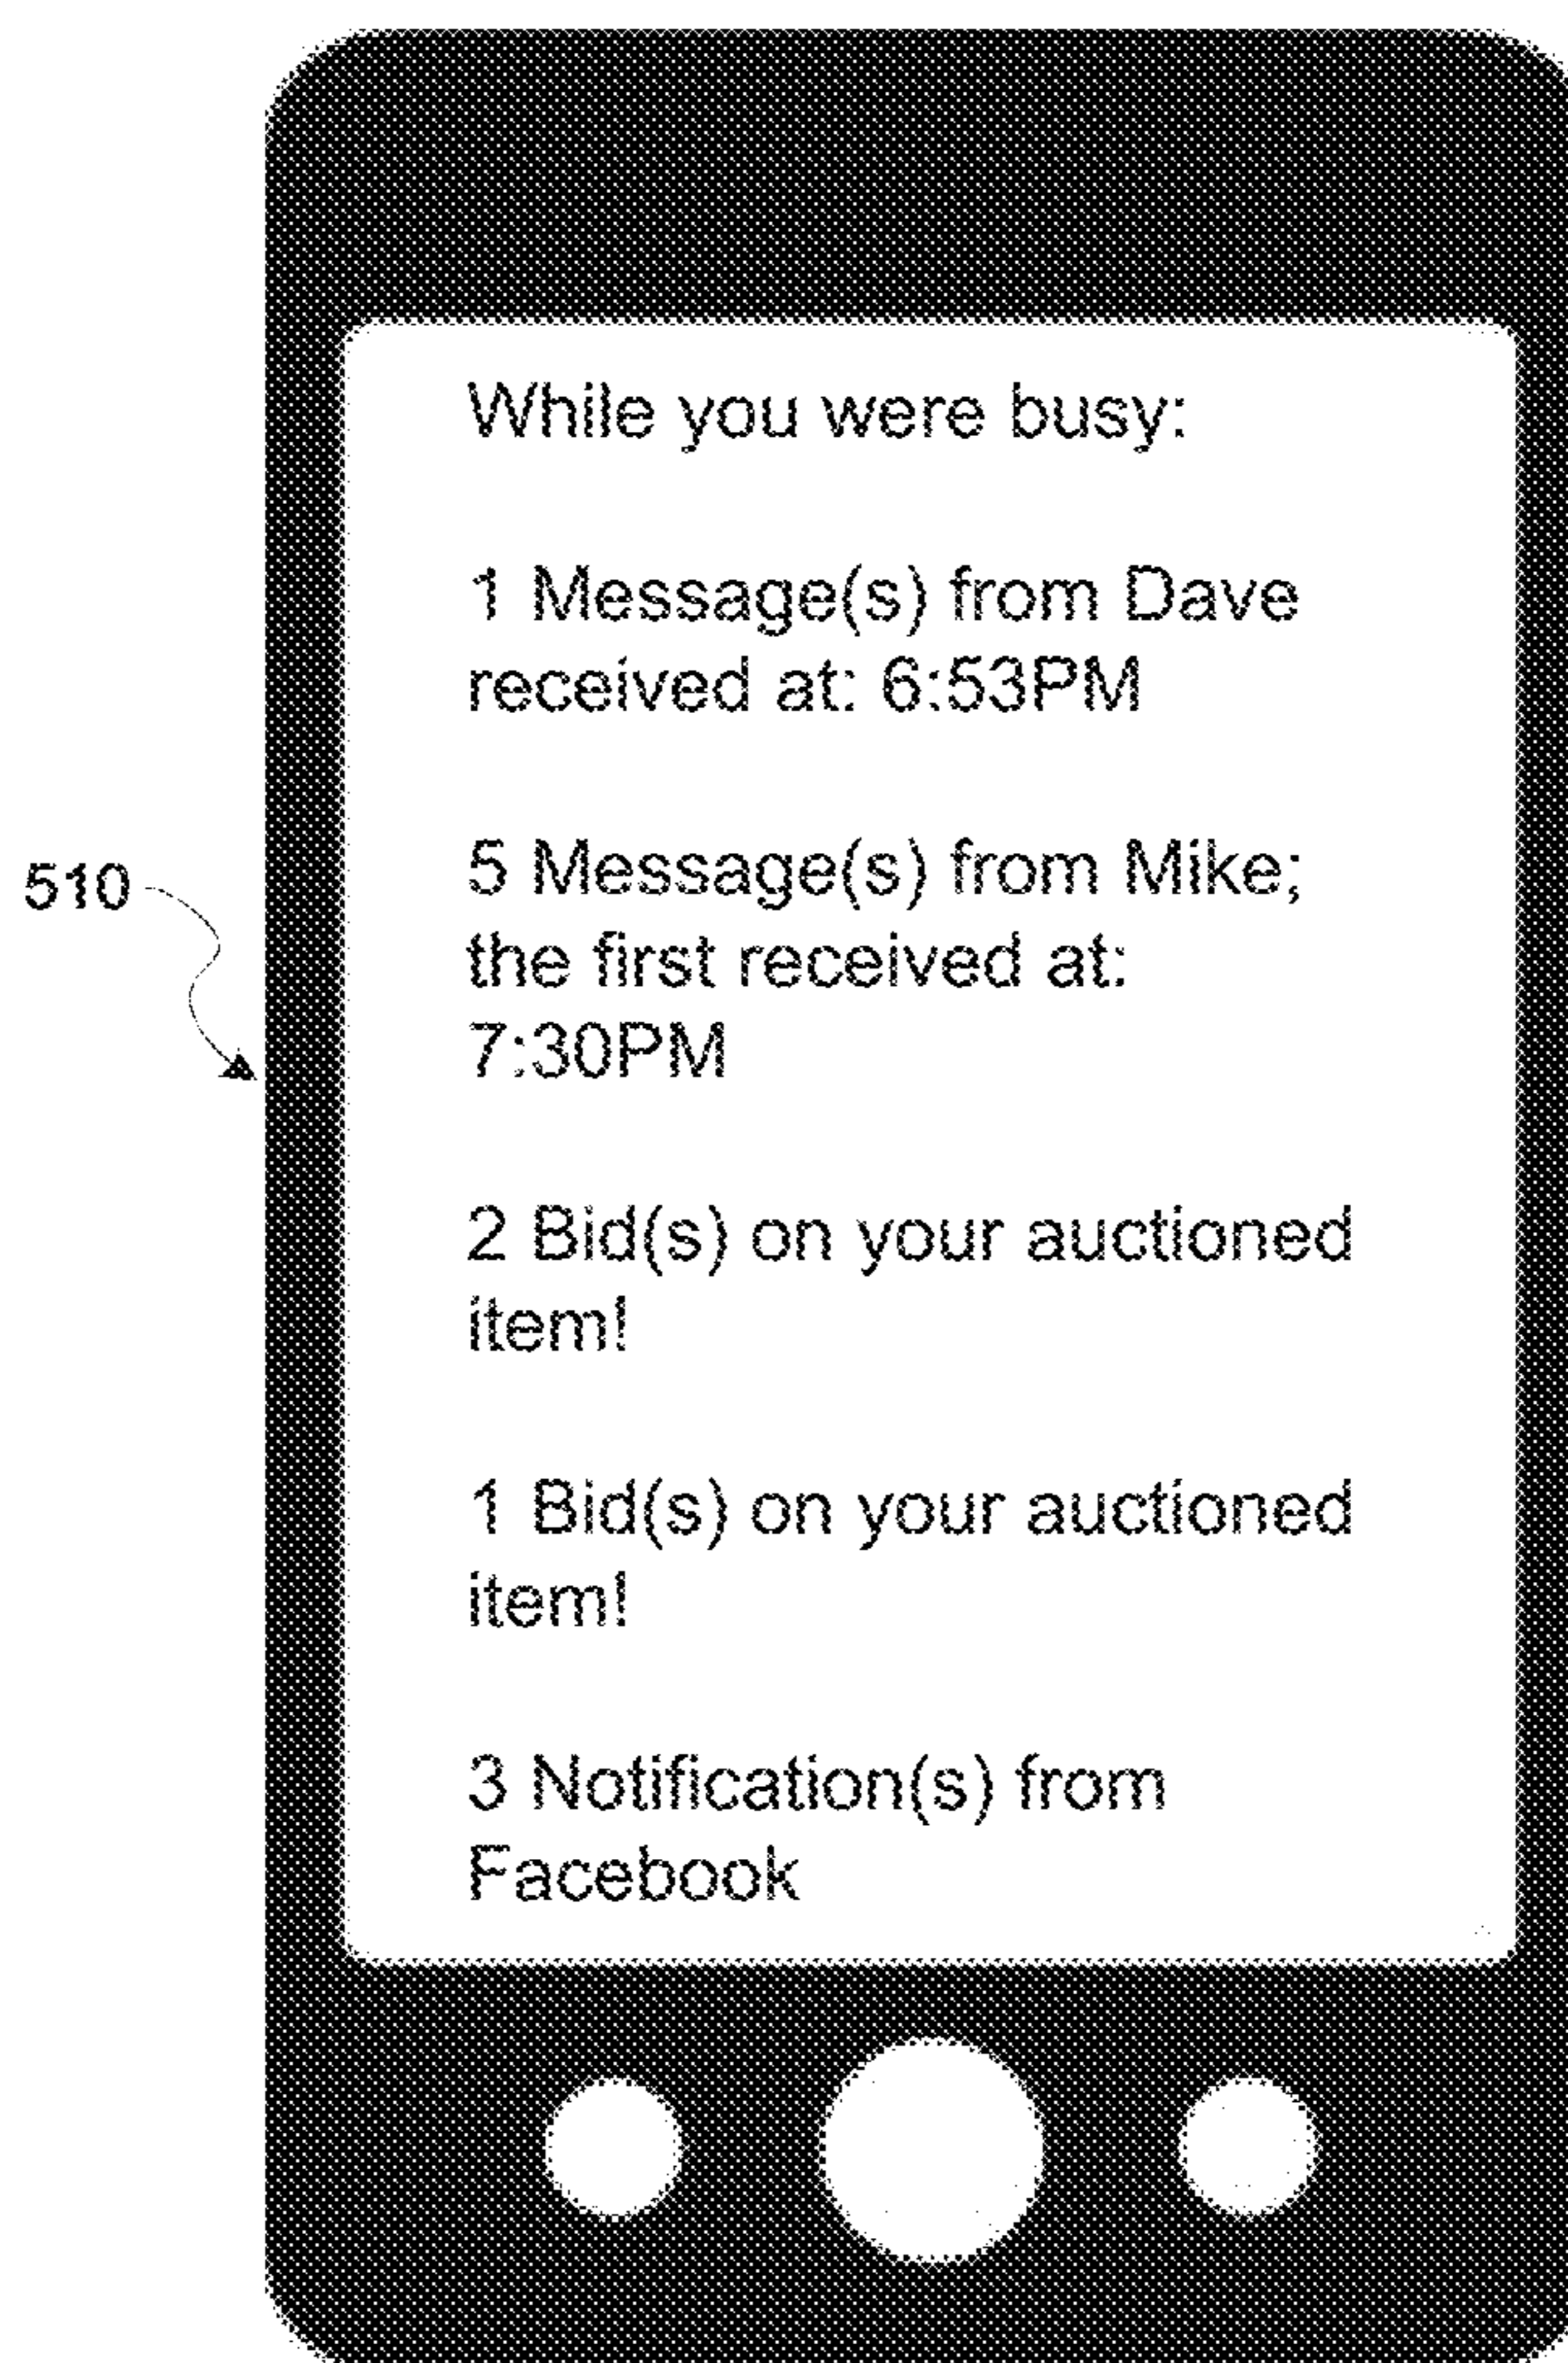 While you were busy:
1 Message(s) from Dave
received at: 6:53PM
5 Message(s) from Mike;
the first received at:
7:30PM
510
2 Bid(s) on your auctioned
item!
1 Bid(s) on your auctioned
item!
3 Notification(s) from
Facebook